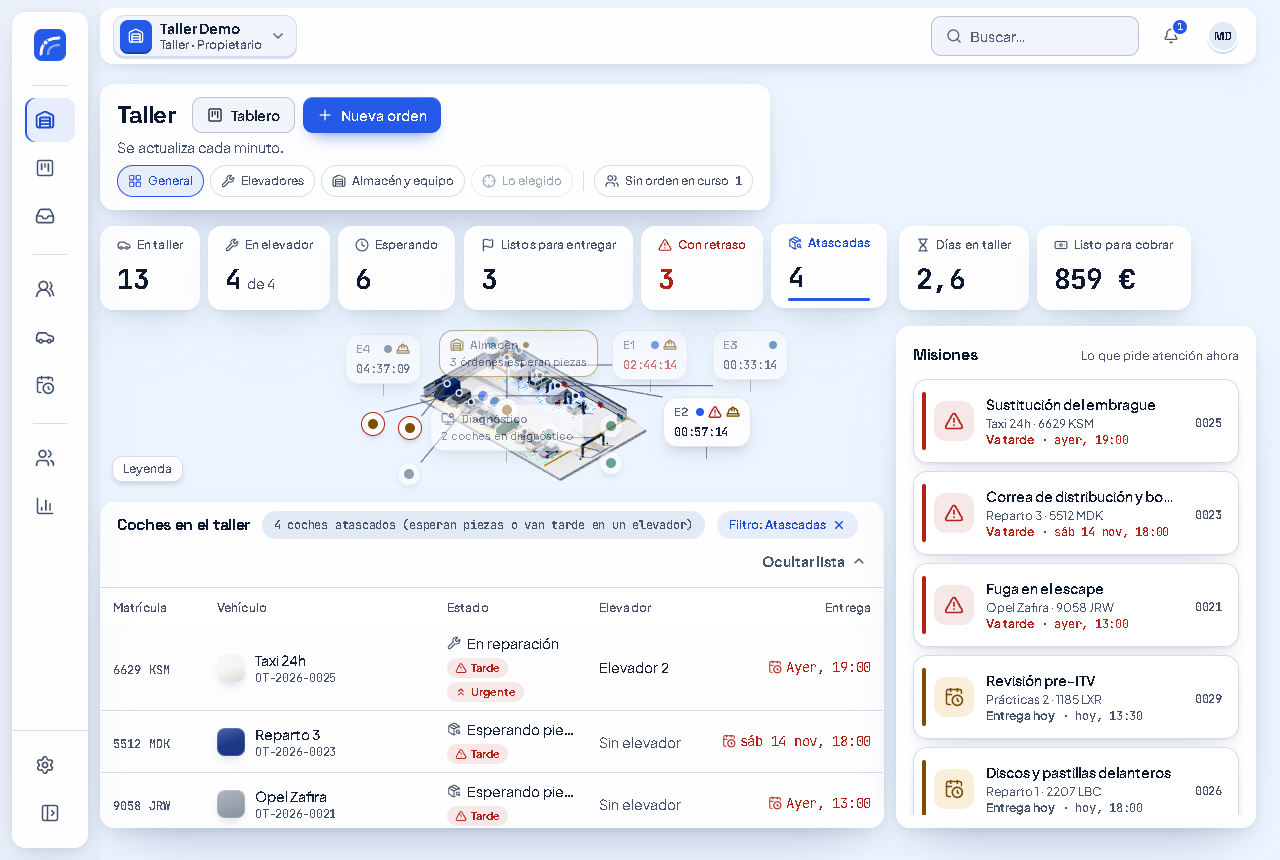 Taller Demo
Taller · Propietario
Buscar...
1
MD
Taller
Tablero
Nueva orden
Se actualiza cada minuto.
General
Elevadores
Almacén y equipo
Lo elegido
Sin orden en curso 1
En taller
13
En elevador
4 de 4
Esperando
6
Listos para entregar
3
Con retraso
3
Atascadas
4
Días en taller
2,6
Listo para cobrar
859 €
E4
04:37:09
Almacén
3 órdenes esperan piezas
E1
02:44:14
E3
00:33:14
E2
00:57:14
Diagnóstico
2 coches en diagnóstico
Leyenda
Coches en el taller
4 coches atascados (esperan piezas o van tarde en un elevador)
Filtro: Atascadas
Ocultar lista
Matrícula Vehículo Estado Elevador Entrega
6629 KSM
Taxi 24h
OT-2026-0025
En reparación
Tarde
Urgente
Elevador 2
Ayer, 19:00
5512 MDK
Reparto 3
OT-2026-0023
Esperando pie...
Tarde
Sin elevador
sáb 14 nov, 18:00
9058 JRW
Opel Zafira
OT-2026-0021
Esperando pie...
Tarde
Sin elevador
Ayer, 13:00
Misiones
Lo que pide atención ahora
Sustitución del embrague
Taxi 24h · 6629 KSM
Va tarde · ayer, 19:00
0025
Correa de distribución y bo...
Reparto 3 · 5512 MDK
Va tarde · sáb 14 nov, 18:00
0023
Fuga en el escape
Opel Zafira · 9058 JRW
Va tarde · ayer, 13:00
0021
Revisión pre-ITV
Prácticas 2 · 1185 LXR
Entrega hoy · hoy, 13:30
0029
Discos y pastillas delanteros
Reparto 1 · 2207 LBC
Entrega hoy · hoy, 18:00
0026